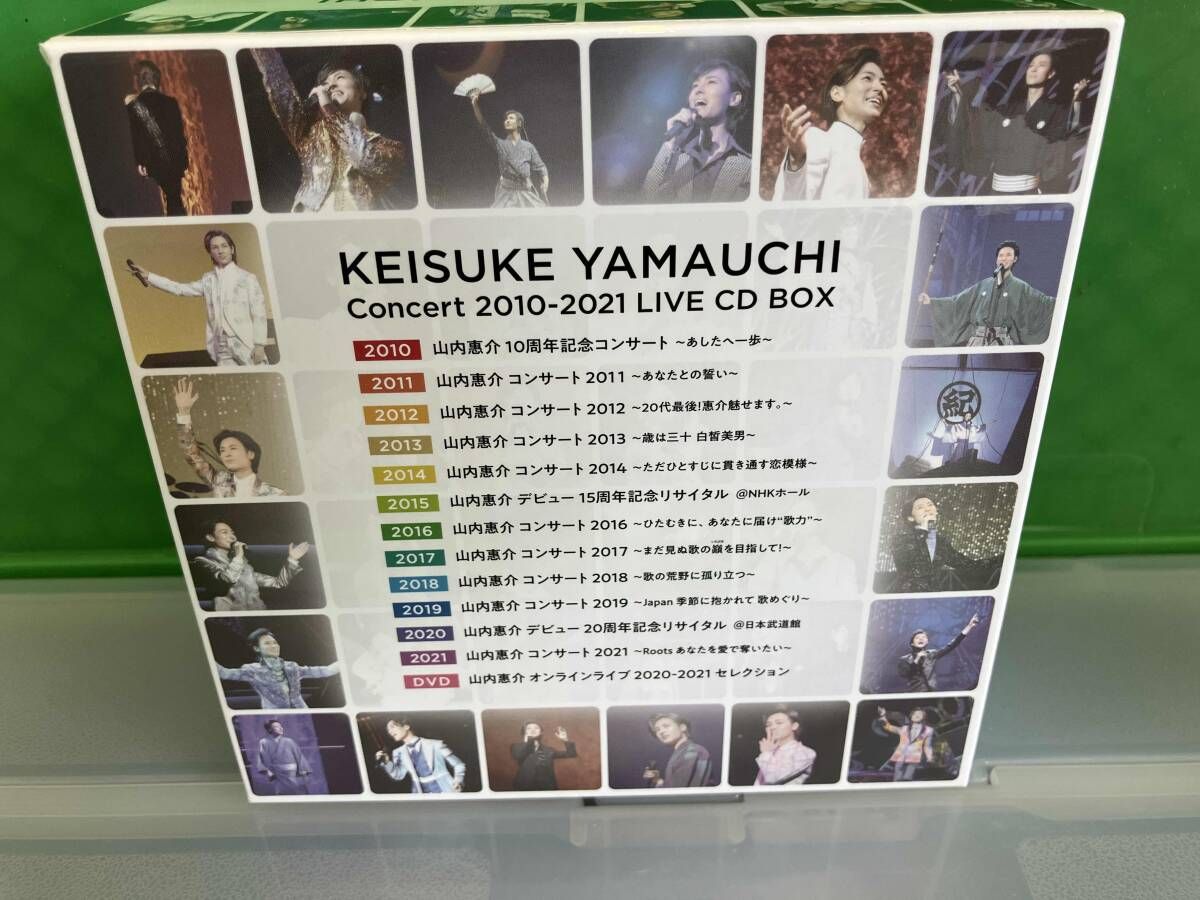 KEISUKE YAMAUCHI
Concert 2010-2021 LIVE CD BOX
2010 山内惠介 10周年記念コンサート ～あしたへ一歩～
2011 山内惠介 コンサート 2011 ～あなたとの誓い～
2012 山内惠介 コンサート 2012 ～20代最後!惠介魅せます。～
2013 山内惠介 コンサート 2013 ～歳は三十 白皙美男～
2014 山内惠介 コンサート 2014 ～ただひとすじに貫き通す恋模様～
2015 山内惠介 デビュー 15周年記念リサイタル @NHKホール
2016 山内惠介 コンサート 2016 ～ひたむきに、あなたに届け“歌力”～
2017 山内惠介 コンサート 2017 ～まだ見ぬ歌の巓を目指して!～
2018 山内惠介 コンサート 2018 ～歌の荒野に孤り立つ～
2019 山内惠介 コンサート 2019 ～Japan 季節に抱かれて 歌めぐり～
2020 山内惠介 デビュー 20周年記念リサイタル @日本武道館
2021 山内惠介 コンサート 2021 ～Roots あなたを愛で奪いたい～
DVD 山内惠介 オンラインライブ 2020-2021 セレクション
紀